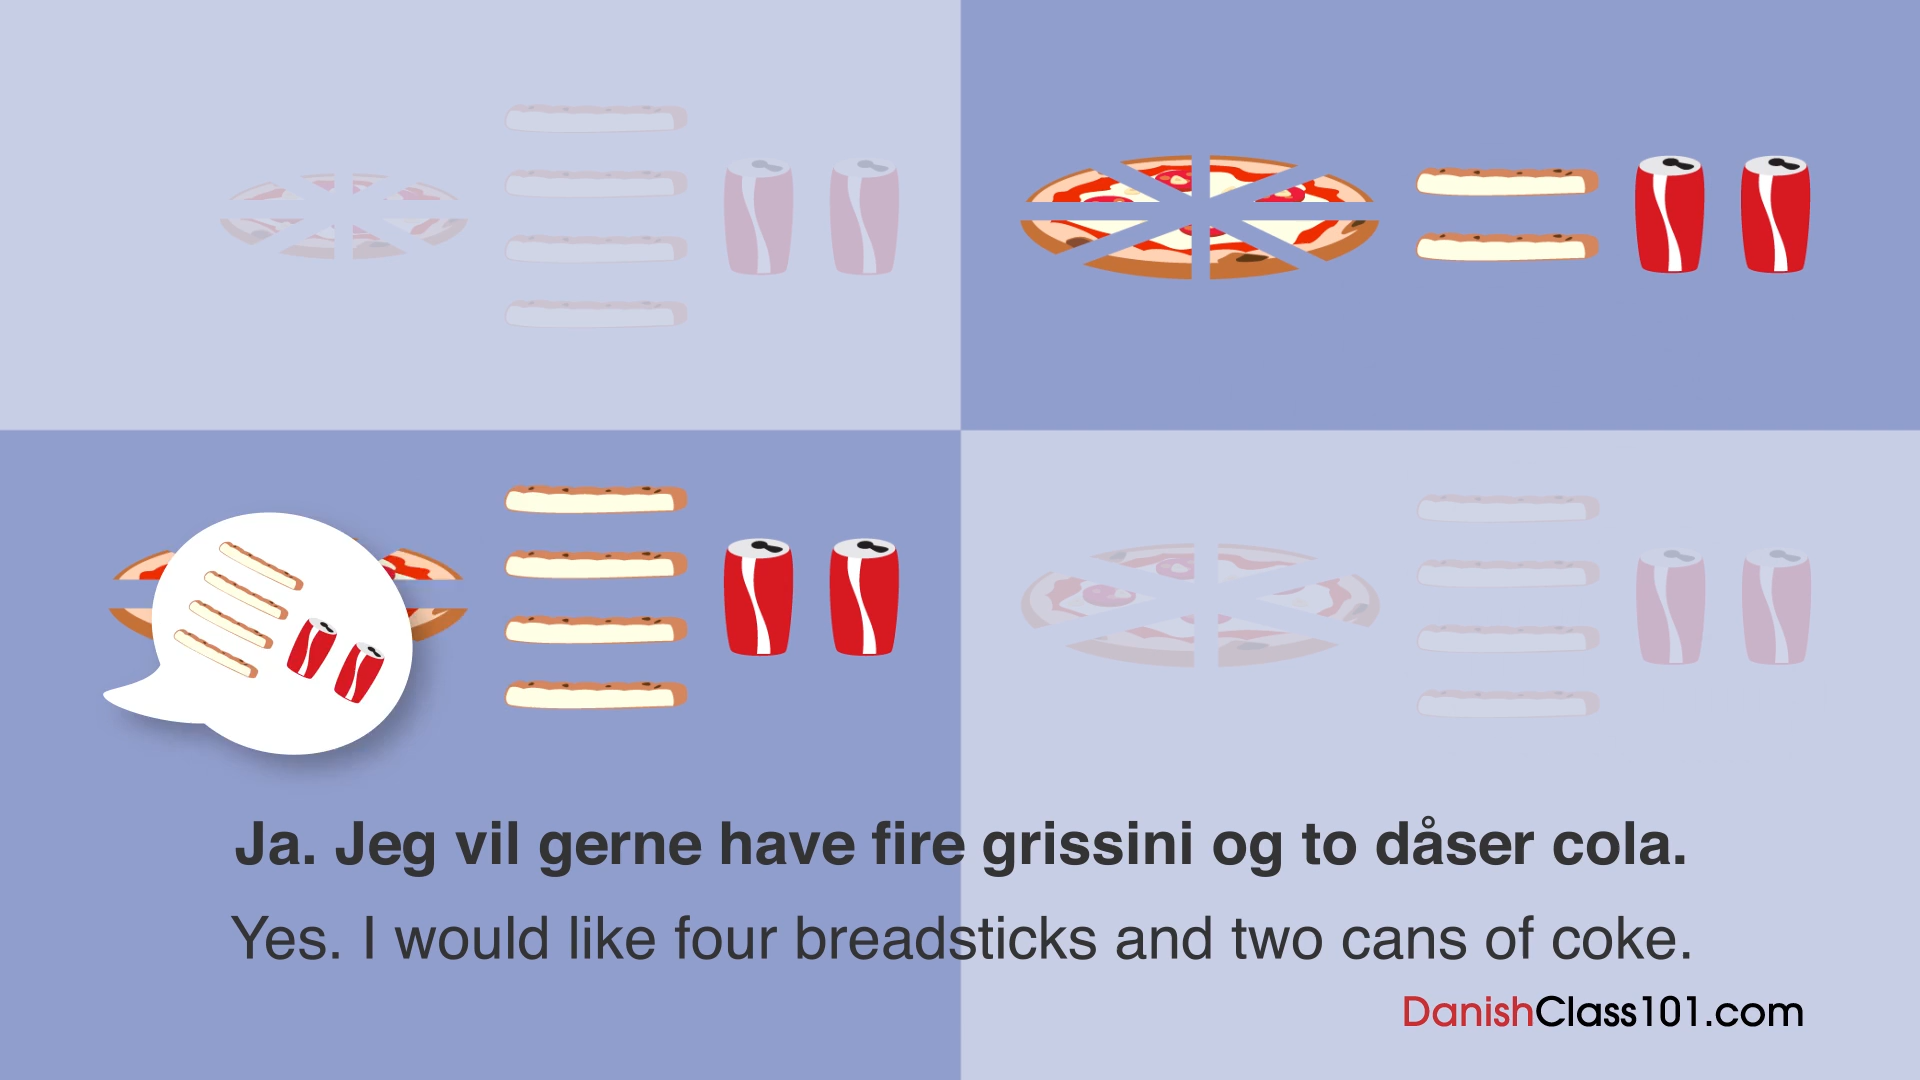 Ja. Jeg vil gerne have fire grissini og to dåser cola.
Yes. I would like four breadsticks and two cans of coke.
DanishClass101.com